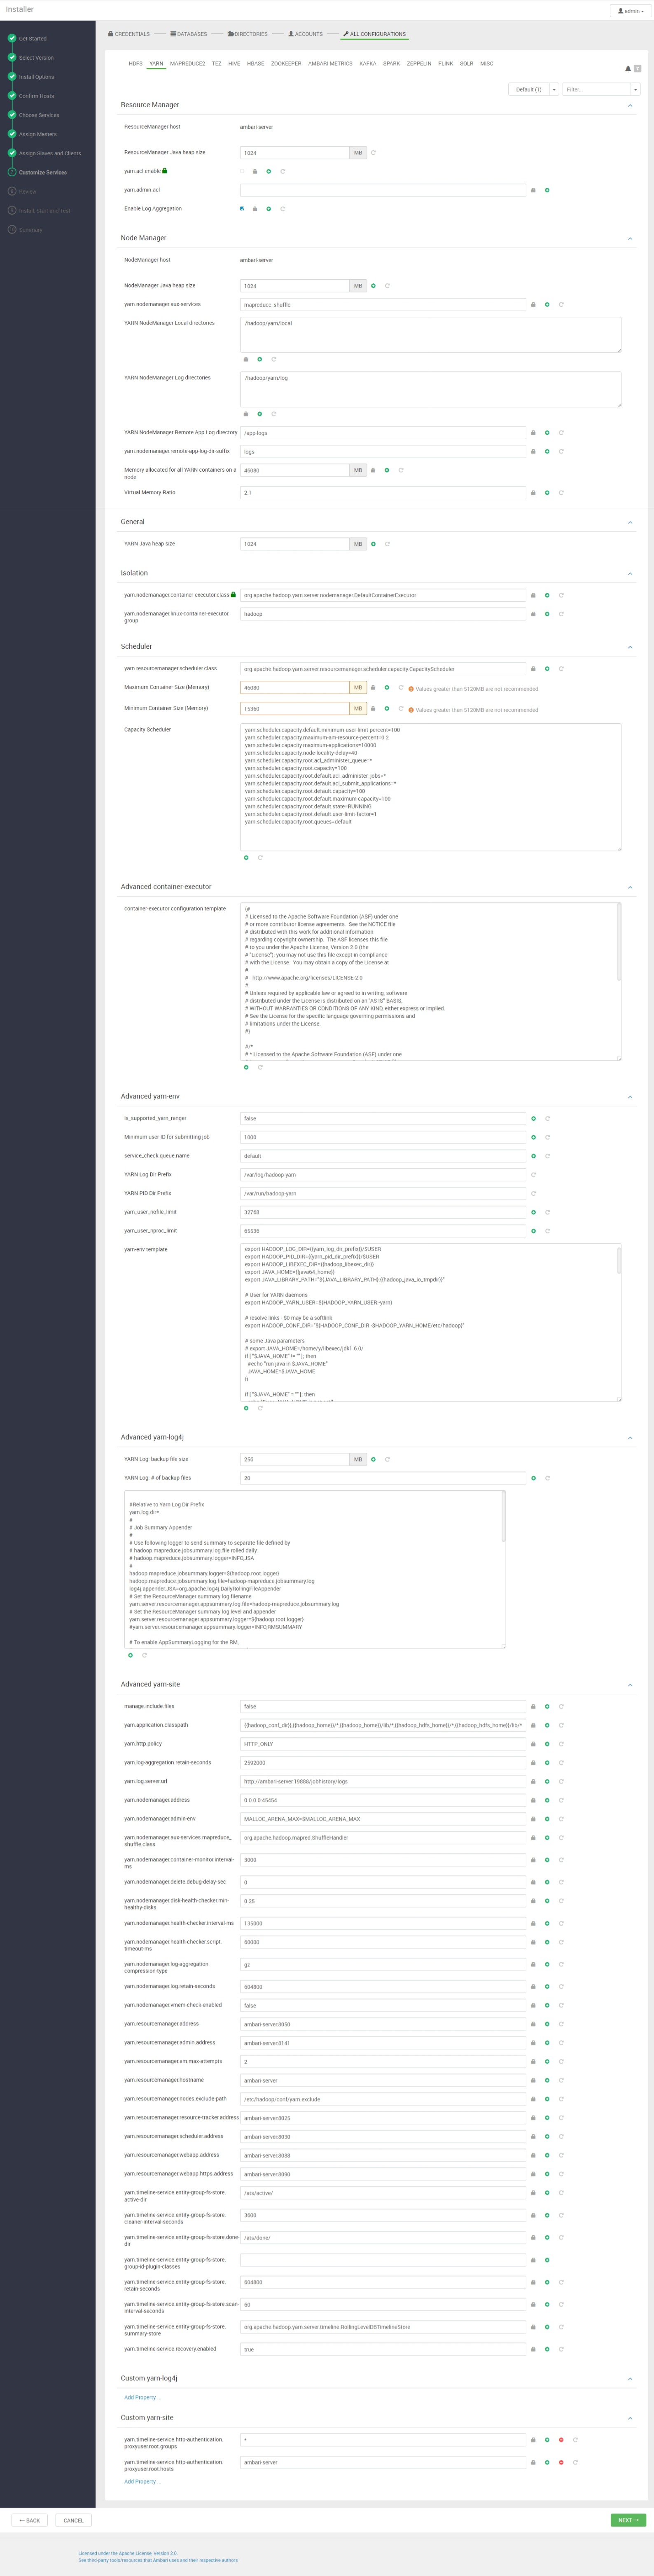 Installer
admin
Get Started
Select Version
Install Options
Confirm Hosts
Choose Services
Assign Masters
Assign Slaves and Clients
Customize Services
Review
Install, Start and Test
Summary
CREDENTIALS DATABASES DIRECTORIES ACCOUNTS ALL CONFIGURATIONS
HDFS YARN MAPREDUCE2 TEZ HIVE HBASE ZOOKEEPER AMBARI METRICS KAFKA SPARK ZEPPELIN FLINK SOLR MISC
Default (1) Filter...
Resource Manager
ResourceManager host ambari-server
ResourceManager Java heap size 1024 MB
yarn.acl.enable
yarn.admin.acl
Enable Log Aggregation
Node Manager
NodeManager host ambari-server
NodeManager Java heap size 1024 MB
yarn.nodemanager.aux-services mapreduce_shuffle
YARN NodeManager Local directories /hadoop/yarn/local
YARN NodeManager Log directories /hadoop/yarn/log
YARN NodeManager Remote App Log directory /app-logs
yarn.nodemanager.remote-app-log-dir-suffix logs
Memory allocated for all YARN containers on a node 46080 MB
Virtual Memory Ratio 2.1
General
YARN Java heap size 1024 MB
Isolation
yarn.nodemanager.container-executor.class org.apache.hadoop.yarn.server.nodemanager.DefaultContainerExecutor
yarn.nodemanager.linux-container-executor.group hadoop
Scheduler
yarn.resourcemanager.scheduler.class org.apache.hadoop.yarn.server.resourcemanager.scheduler.capacity.CapacityScheduler
Maximum Container Size (Memory) 46080 MB Values greater than 5120MB are not recommended
Minimum Container Size (Memory) 15360 MB Values greater than 5120MB are not recommended
Capacity Scheduler
yarn.scheduler.capacity.default.minimum-user-limit-percent=100
yarn.scheduler.capacity.maximum-am-resource-percent=0.2
yarn.scheduler.capacity.maximum-applications=10000
yarn.scheduler.capacity.node-locality-delay=40
yarn.scheduler.capacity.root.acl_administer_queue=*
yarn.scheduler.capacity.root.capacity=100
yarn.scheduler.capacity.root.default.acl_administer_jobs=*
yarn.scheduler.capacity.root.default.acl_submit_applications=*
yarn.scheduler.capacity.root.default.capacity=100
yarn.scheduler.capacity.root.default.maximum-capacity=100
yarn.scheduler.capacity.root.default.state=RUNNING
yarn.scheduler.capacity.root.default.user-limit-factor=1
yarn.scheduler.capacity.root.queues=default
Advanced container-executor
container-executor configuration template
{#
# Licensed to the Apache Software Foundation (ASF) under one
# or more contributor license agreements. See the NOTICE file
# distributed with this work for additional information
# regarding copyright ownership. The ASF licenses this file
# to you under the Apache License, Version 2.0 (the
# "License"); you may not use this file except in compliance
# with the License. You may obtain a copy of the License at
#
# http://www.apache.org/licenses/LICENSE-2.0
#
# Unless required by applicable law or agreed to in writing, software
# distributed under the License is distributed on an "AS IS" BASIS,
# WITHOUT WARRANTIES OR CONDITIONS OF ANY KIND, either express or implied.
# See the License for the specific language governing permissions and
# limitations under the License.
#}
#/*
# * Licensed to the Apache Software Foundation (ASF) under one
Advanced yarn-env
is_supported_yarn_ranger false
Minimum user ID for submitting job 1000
service_check.queue.name default
YARN Log Dir Prefix /var/log/hadoop-yarn
YARN PID Dir Prefix /var/run/hadoop-yarn
yarn_user_nofile_limit 32768
yarn_user_nproc_limit 65536
yarn-env template
export HADOOP_LOG_DIR={{yarn_log_dir_prefix}}/$USER
export HADOOP_PID_DIR={{yarn_pid_dir_prefix}}/$USER
export HADOOP_LIBEXEC_DIR={{hadoop_libexec_dir}}
export JAVA_HOME={{java64_home}}
export JAVA_LIBRARY_PATH="${JAVA_LIBRARY_PATH}:{{hadoop_java_io_tmpdir}}"
# User for YARN daemons
export HADOOP_YARN_USER=${HADOOP_YARN_USER:-yarn}
# resolve links - $0 may be a softlink
export HADOOP_CONF_DIR="${HADOOP_CONF_DIR:-$HADOOP_YARN_HOME/etc/hadoop}"
# some Java parameters
# export JAVA_HOME=/home/y/libexec/jdk1.6.0/
if [ "$JAVA_HOME" != "" ]; then
#echo "run java in $JAVA_HOME"
JAVA_HOME=$JAVA_HOME
fi
if [ "$JAVA_HOME" = "" ]; then
Advanced yarn-log4j
YARN Log: backup file size 256 MB
YARN Log: # of backup files 20
#Relative to Yarn Log Dir Prefix
yarn.log.dir=.
#
# Job Summary Appender
#
# Use following logger to send summary to separate file defined by
# hadoop.mapreduce.jobsummary.log.file rolled daily:
# hadoop.mapreduce.jobsummary.logger=INFO,JSA
#
hadoop.mapreduce.jobsummary.logger=${hadoop.root.logger}
hadoop.mapreduce.jobsummary.log.file=hadoop-mapreduce.jobsummary.log
log4j.appender.JSA=org.apache.log4j.DailyRollingFileAppender
# Set the ResourceManager summary log filename
yarn.server.resourcemanager.appsummary.log.file=hadoop-mapreduce.jobsummary.log
# Set the ResourceManager summary log level and appender
yarn.server.resourcemanager.appsummary.logger=${hadoop.root.logger}
#yarn.server.resourcemanager.appsummary.logger=INFO,RMSUMMARY
# To enable AppSummaryLogging for the RM,
Advanced yarn-site
manage.include.files false
yarn.application.classpath {{hadoop_conf_dir}},{{hadoop_home}}/*,{{hadoop_home}}/lib/*,{{hadoop_hdfs_home}}/*,{{hadoop_hdfs_home}}/lib/*
yarn.http.policy HTTP_ONLY
yarn.log-aggregation.retain-seconds 2592000
yarn.log.server.url http://ambari-server:19888/jobhistory/logs
yarn.nodemanager.address 0.0.0.0:45454
yarn.nodemanager.admin-env MALLOC_ARENA_MAX=$MALLOC_ARENA_MAX
yarn.nodemanager.aux-services.mapreduce_shuffle.class org.apache.hadoop.mapred.ShuffleHandler
yarn.nodemanager.container-monitor.interval-ms 3000
yarn.nodemanager.delete.debug-delay-sec 0
yarn.nodemanager.disk-health-checker.min-healthy-disks 0.25
yarn.nodemanager.health-checker.interval-ms 135000
yarn.nodemanager.health-checker.script.timeout-ms 60000
yarn.nodemanager.log-aggregation.compression-type gz
yarn.nodemanager.log.retain-seconds 604800
yarn.nodemanager.vmem-check-enabled false
yarn.resourcemanager.address ambari-server:8050
yarn.resourcemanager.admin.address ambari-server:8141
yarn.resourcemanager.am.max-attempts 2
yarn.resourcemanager.hostname ambari-server
yarn.resourcemanager.nodes.exclude-path /etc/hadoop/conf/yarn.exclude
yarn.resourcemanager.resource-tracker.address ambari-server:8025
yarn.resourcemanager.scheduler.address ambari-server:8030
yarn.resourcemanager.webapp.address ambari-server:8088
yarn.resourcemanager.webapp.https.address ambari-server:8090
yarn.timeline-service.entity-group-fs-store.active-dir /ats/active/
yarn.timeline-service.entity-group-fs-store.cleaner-interval-seconds 3600
yarn.timeline-service.entity-group-fs-store.done-dir /ats/done/
yarn.timeline-service.entity-group-fs-store.group-id-plugin-classes
yarn.timeline-service.entity-group-fs-store.retain-seconds 604800
yarn.timeline-service.entity-group-fs-store.scan-interval-seconds 60
yarn.timeline-service.entity-group-fs-store.summary-store org.apache.hadoop.yarn.server.timeline.RollingLevelDBTimelineStore
yarn.timeline-service.recovery.enabled true
Custom yarn-log4j
Add Property ...
Custom yarn-site
yarn.timeline-service.http-authentication.proxyuser.root.groups *
yarn.timeline-service.http-authentication.proxyuser.root.hosts ambari-server
Add Property ...
← BACK CANCEL NEXT →
Licensed under the Apache License, Version 2.0.
See third-party tools/resources that Ambari uses and their respective authors